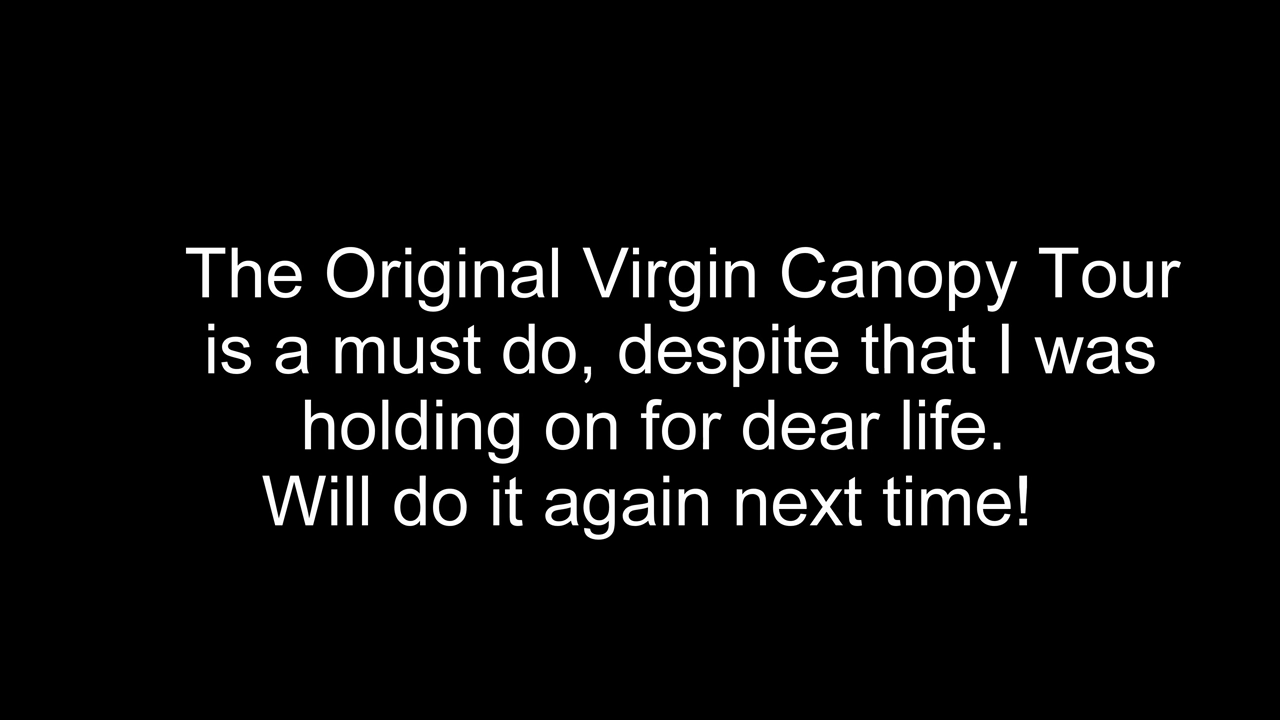 The Original Virgin Canopy Tour
is a must do, despite that I was
holding on for dear life.
Will do it again next time!